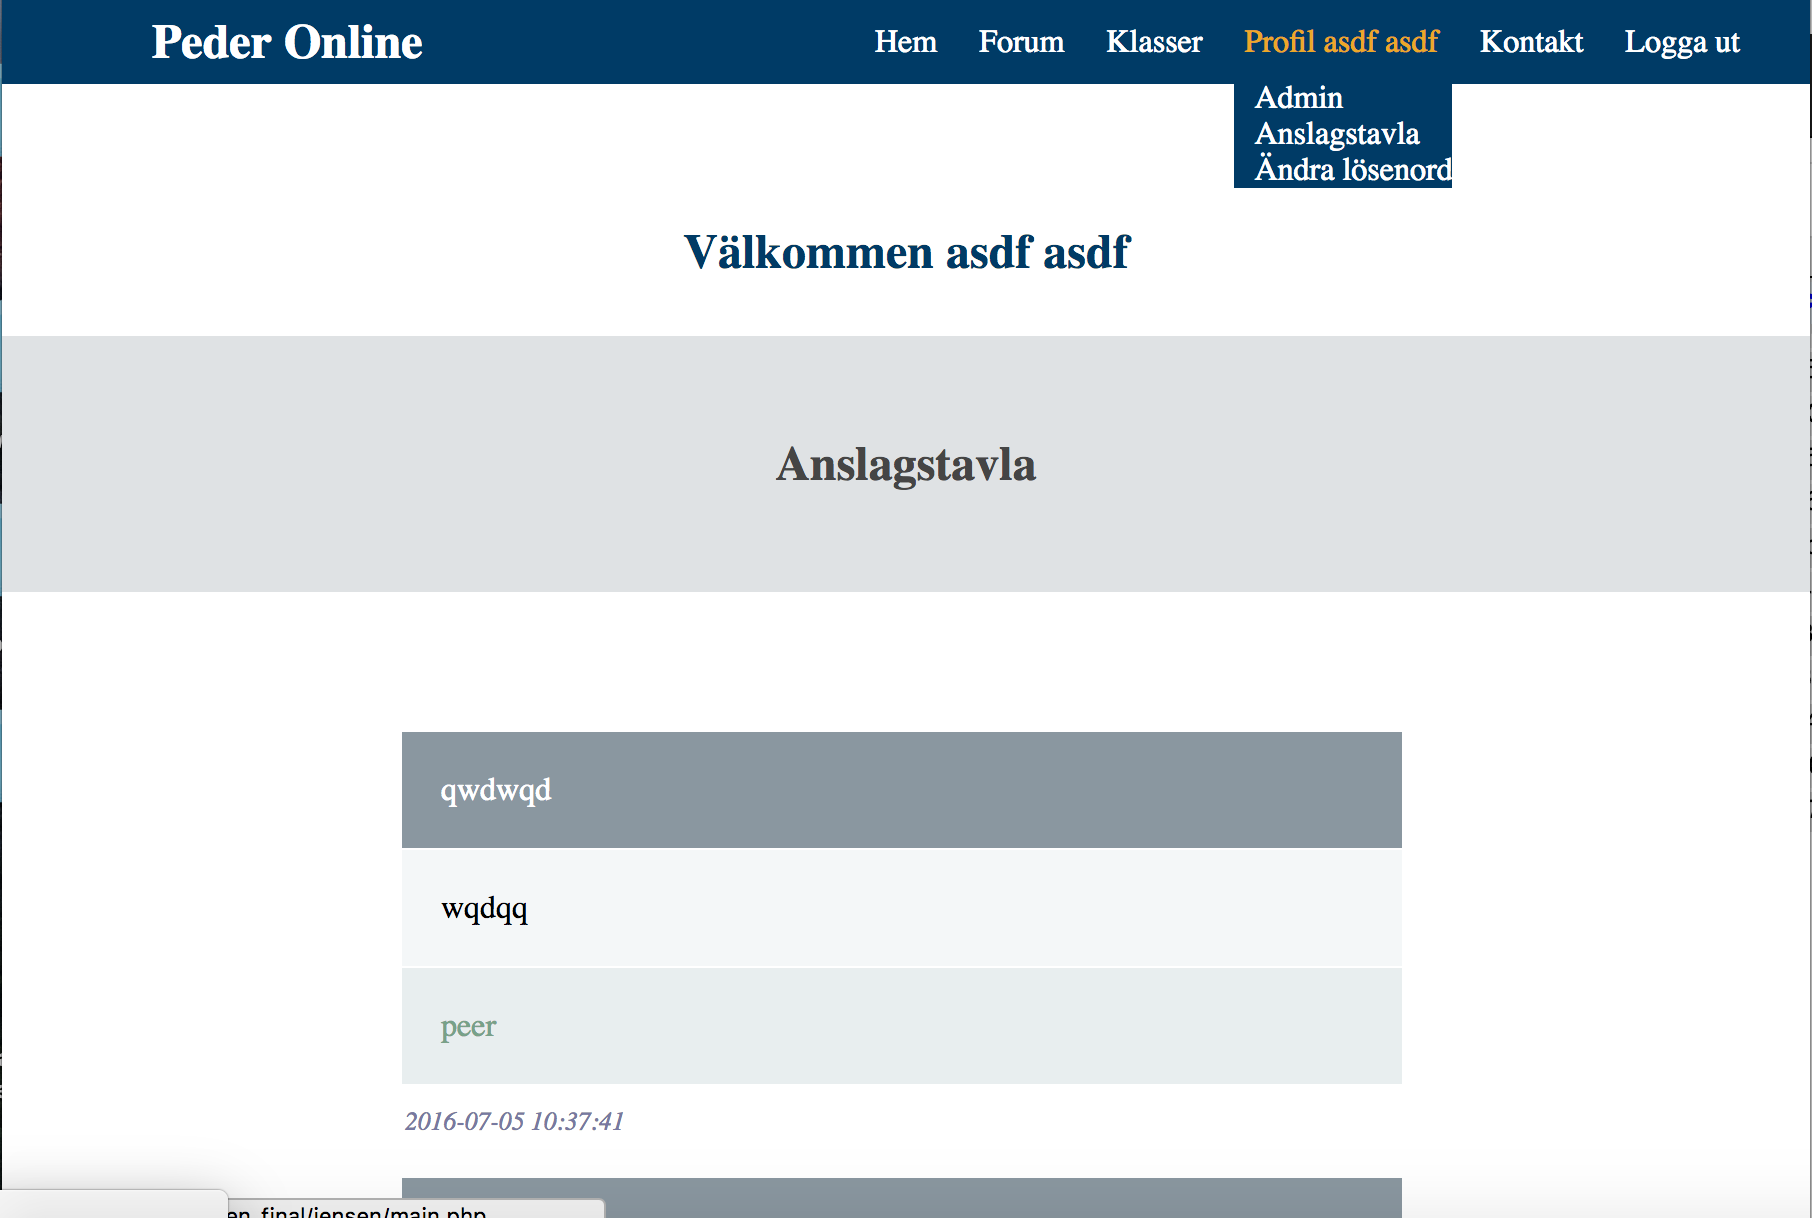 Peder Online
Hem Forum Klasser Profil asdf asdf Kontakt Logga ut
Admin
Anslagstavla
Ändra lösenord
Välkommen asdf asdf
Anslagstavla
qwdwqd
wqdqq
peer
2016-07-05 10:37:41
en_final/jensen/main.php